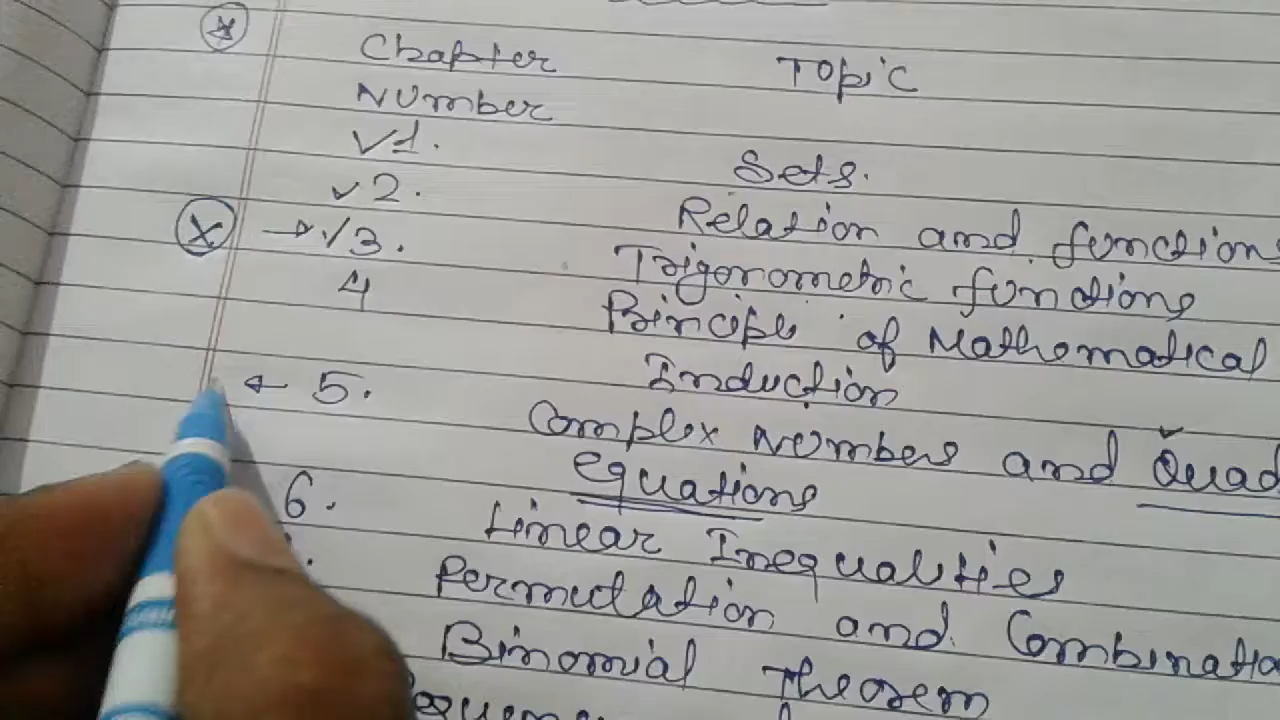 Chapter Topic
Number
✓1. Sets.
✓2. Relation and functions
→ ✓3. Trigonometric functions
4 Principle of Mathematical
Induction
← 5. Complex Numbers and Quad
equations
6. Linear Inequalities
Permutation and Combinatio
Binomial Theorem